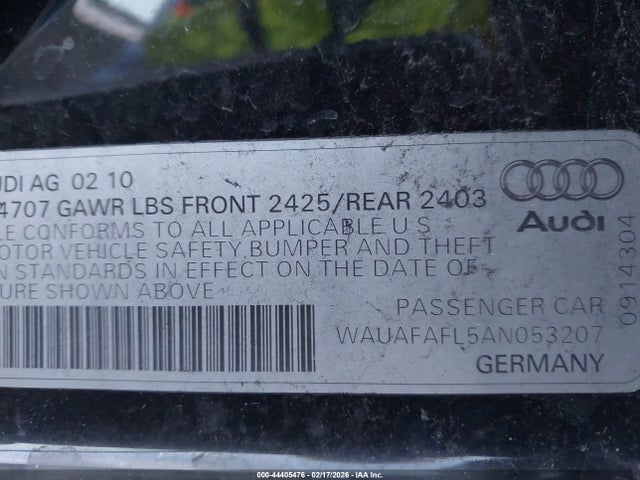 UDI AG 02 10
4707 GAWR LBS FRONT 2425/REAR 2403
LE CONFORMS TO ALL APPLICABLE U S
OTOR VEHICLE SAFETY BUMPER AND THEFT
N STANDARDS IN EFFECT ON THE DATE OF
URE SHOWN ABOVE
Audi
PASSENGER CAR
WAUAFAFL5AN053207
GERMANY
0914304
000-44405476 - 02/17/2026 - IAA Inc.